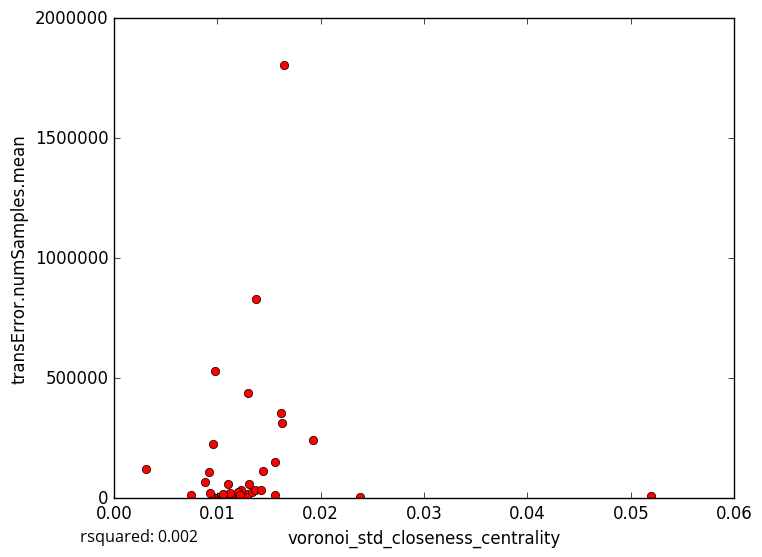 2000000
1500000
1000000
500000
0
transError.numSamples.mean
0.00 0.01 0.02 0.03 0.04 0.05 0.06
voronoi_std_closeness_centrality
rsquared: 0.002